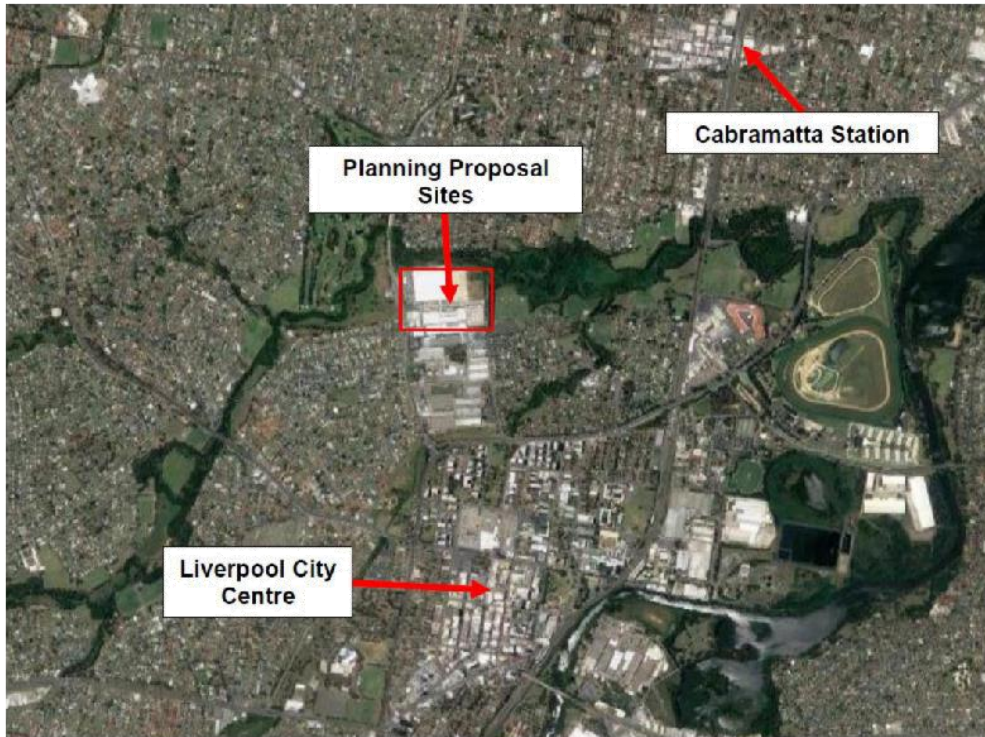 Cabramatta Station
Planning Proposal
Sites
Liverpool City
Centre